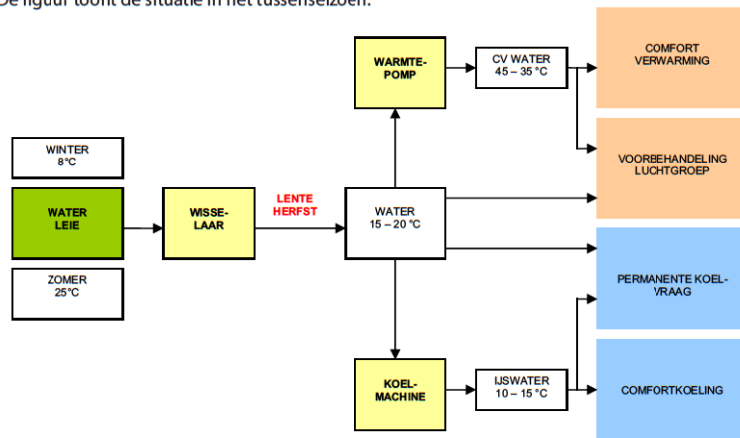 De figuur toont de situatie in het tussenseizoen.
WARMTE-
POMP
CV WATER
45 – 35 °C
COMFORT
VERWARMING
WINTER
8°C
VOORBEHANDELING
LUCHTGROEP
WATER
LEIE
WISSE-
LAAR
LENTE
HERFST
WATER
15 – 20 °C
ZOMER
25°C
PERMANENTE KOEL-
VRAAG
KOEL-
MACHINE
IJSWATER
10 – 15 °C
COMFORTKOELING